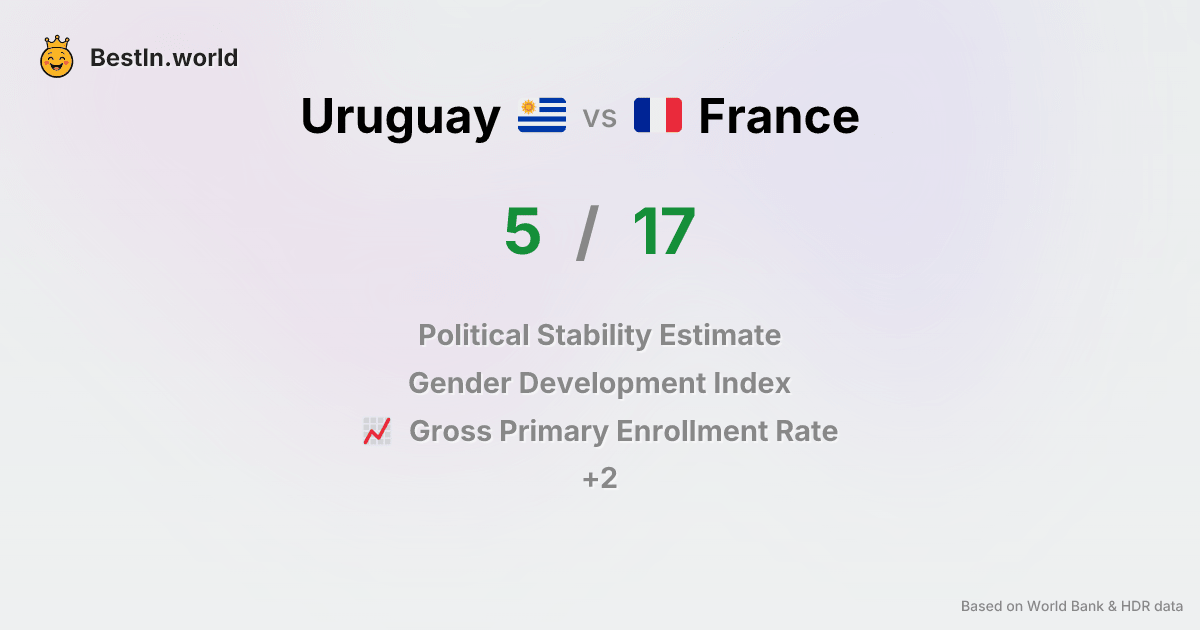 BestIn.world
Uruguay vs France
5 / 17
Political Stability Estimate
Gender Development Index
Gross Primary Enrollment Rate
+2
Based on World Bank & HDR data